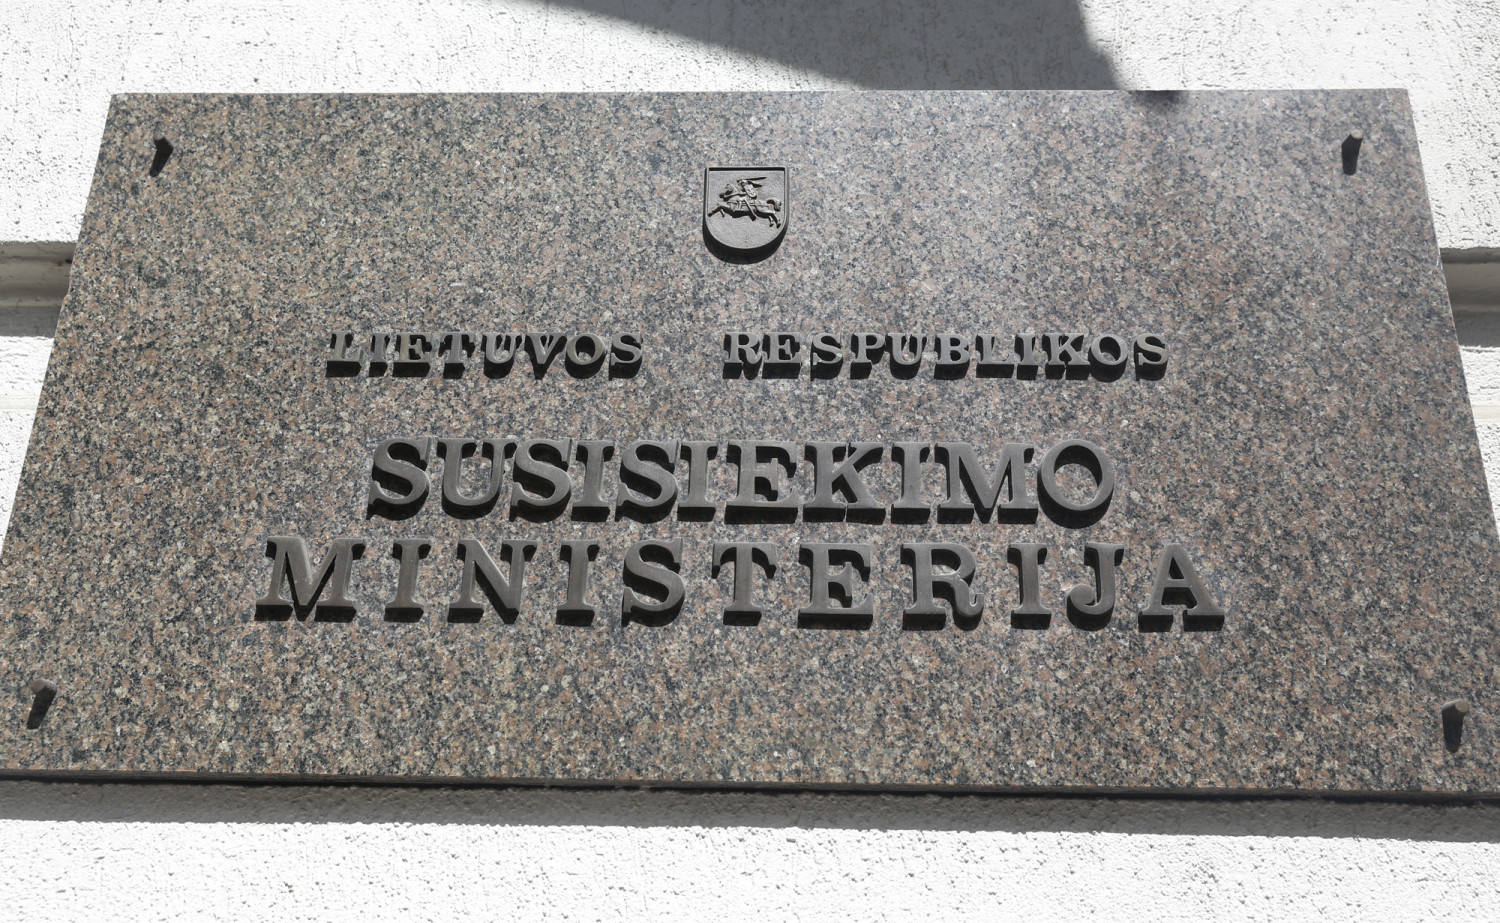 LIETUVOS RESPUBLIKOS
SUSISIEKIMO
MINISTERIJA